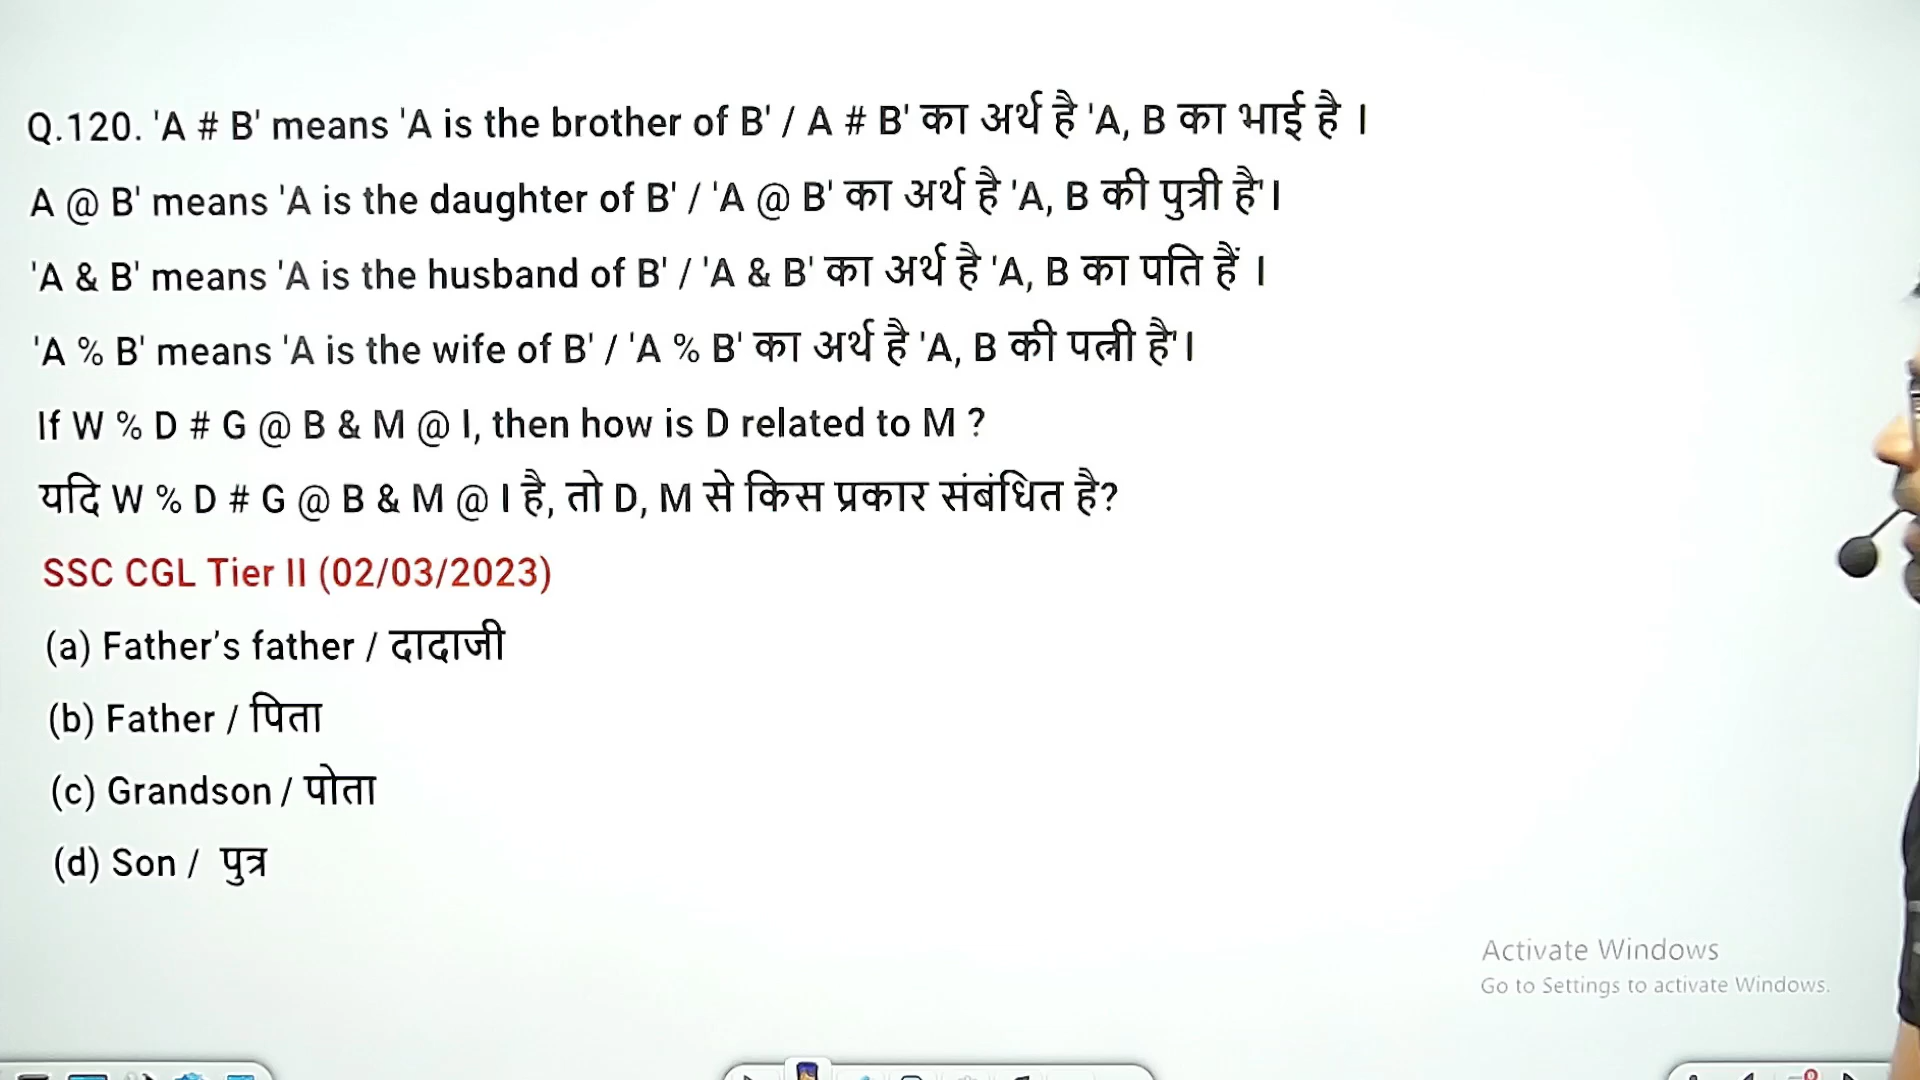 Q.120. 'A # B' means 'A is the brother of B' / A # B' का अर्थ है 'A, B का भाई है ।
A @ B' means 'A is the daughter of B' / 'A @ B' का अर्थ है 'A, B की पुत्री है'।
'A & B' means 'A is the husband of B' / 'A & B' का अर्थ है 'A, B का पति हैं ।
'A % B' means 'A is the wife of B' / 'A % B' का अर्थ है 'A, B की पत्नी है'।
If W % D # G @ B & M @ I, then how is D related to M ?
यदि W % D # G @ B & M @ I है, तो D, M से किस प्रकार संबंधित है?
SSC CGL Tier II (02/03/2023)
(a) Father's father / दादाजी
(b) Father / पिता
(c) Grandson / पोता
(d) Son / पुत्र
Activate Windows
Go to Settings to activate Windows.